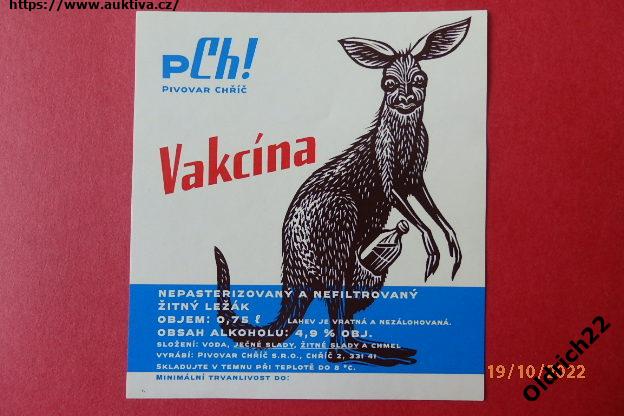 https://www.auktiva.cz/
PCh!
PIVOVAR CHŘÍČ
Vakcína
NEPASTERIZOVANÝ A NEFILTROVANÝ
ŽITNÝ LEŽÁK
OBJEM: 0,75 ℓ LAHEV JE VRATNÁ A NEZÁLOHOVANÁ.
OBSAH ALKOHOLU: 4,9 % OBJ.
SLOŽENÍ: VODA, JEČNÉ SLADY, ŽITNÉ SLADY A CHMEL
VYRÁBÍ: PIVOVAR CHŘÍČ S.R.O., CHŘÍČ 2, 331 41
SKLADUJTE V TEMNU PŘI TEPLOTĚ DO 8 °C.
MINIMÁLNÍ TRVANLIVOST DO:
19/10/2022
Oldrich22